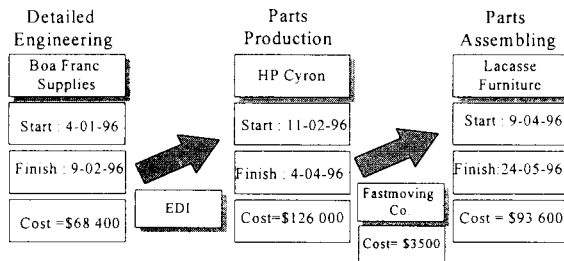 Detailed
Engineering
Boa Franc
Supplies
Start : 4-01-96
Finish : 9-02-96
Cost =$68 400
EDI
Parts
Production
HP Cyron
Start : 11-02-96
Finish : 4-04-96
Cost=$126 000
Fastmoving
Co.
Cost= $3500
Parts
Assembling
Lacasse
Furniture
Start : 9-04-96
Finish:24-05-96
Cost = $93 600